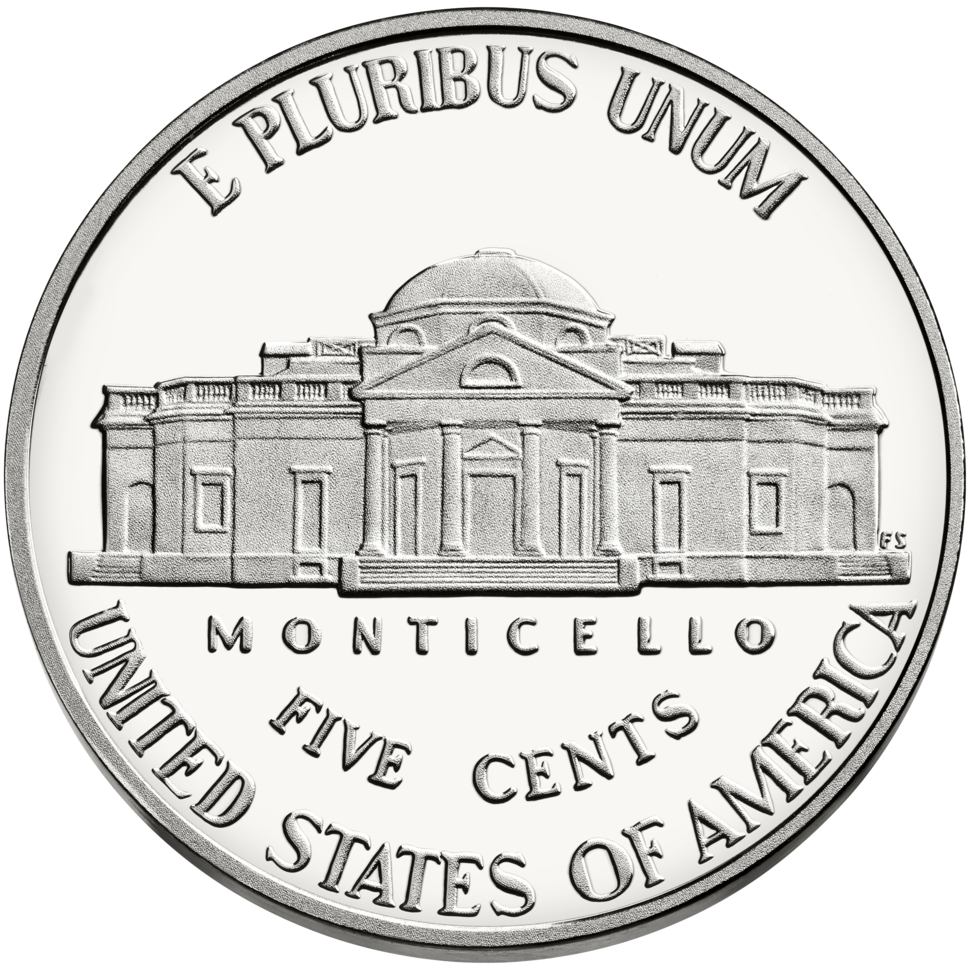 E PLURIBUS UNUM
FS
MONTICELLO
FIVE CENTS
UNITED STATES OF AMERICA